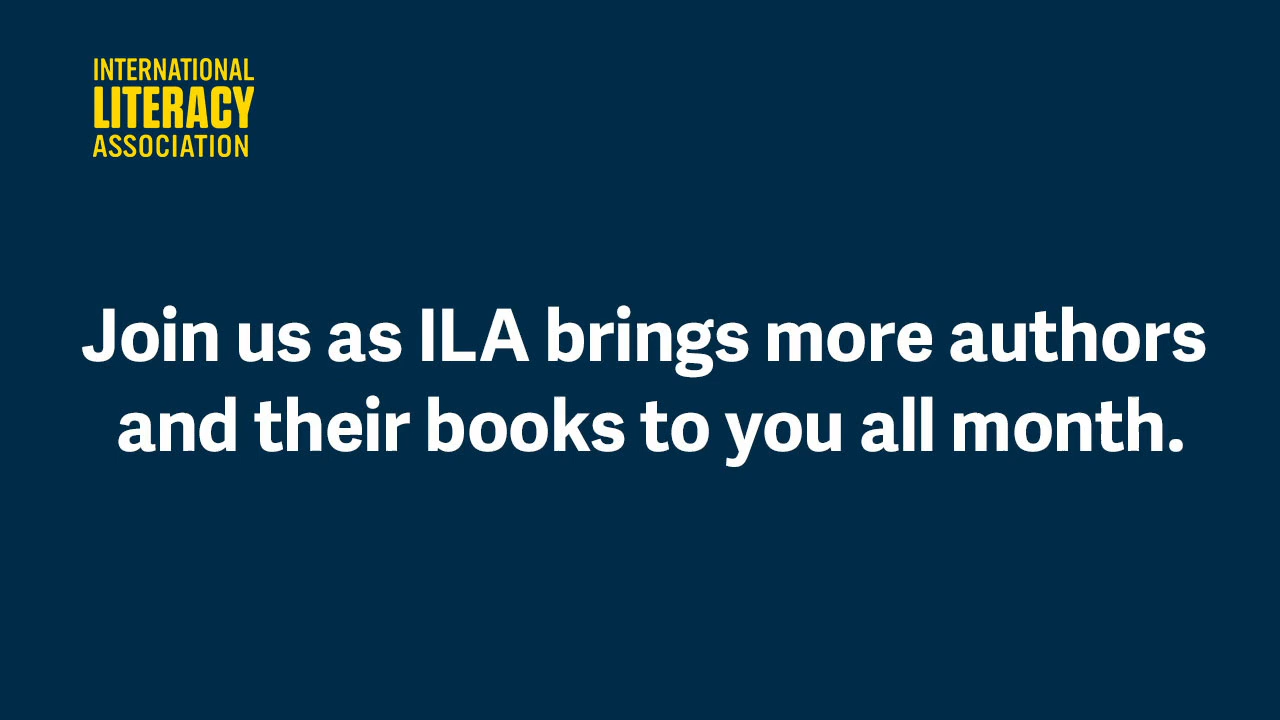 INTERNATIONAL
LITERACY
ASSOCIATION
Join us as ILA brings more authors
and their books to you all month.